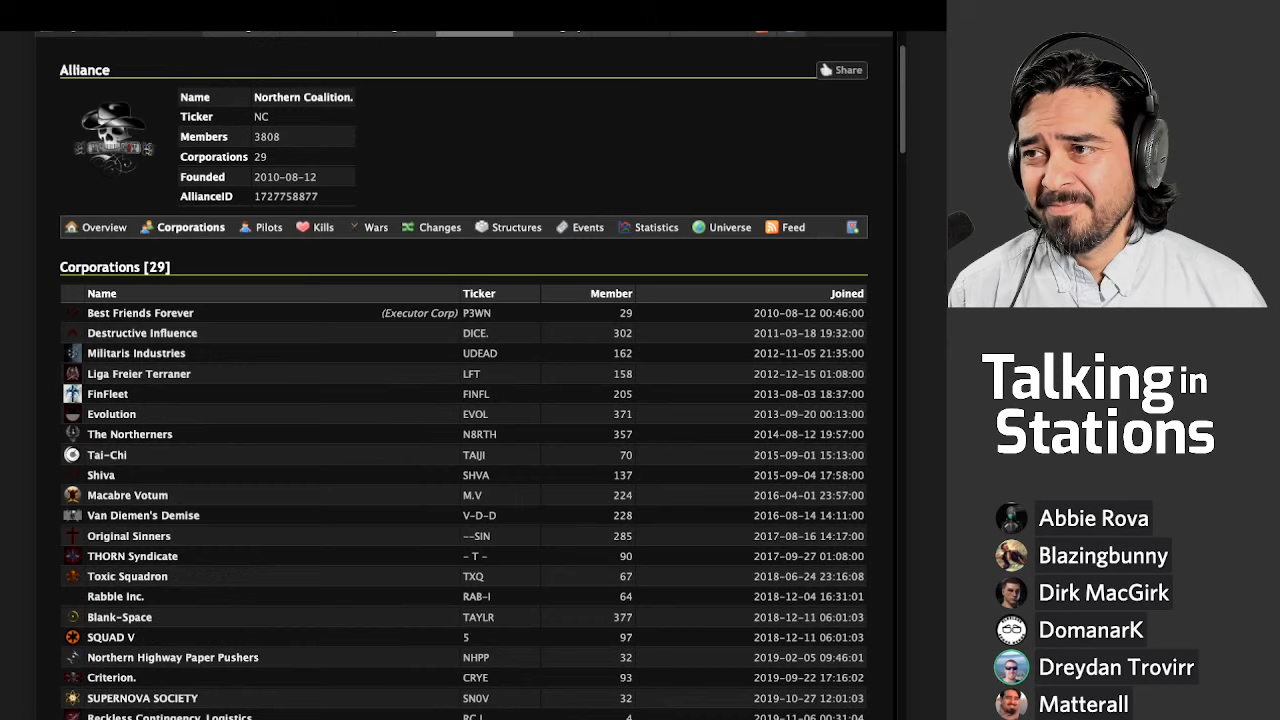 Alliance
Share
Name Northern Coalition.
Ticker NC
Members 3808
Corporations 29
Founded 2010-08-12
AllianceID 1727758877
Overview Corporations Pilots Kills Wars Changes Structures Events Statistics Universe Feed
Corporations [29]
Name Ticker Member Joined
Best Friends Forever (Executor Corp) P3WN 29 2010-08-12 00:46:00
Destructive Influence DICE. 302 2011-03-18 19:32:00
Militaris Industries UDEAD 162 2012-11-05 21:35:00
Liga Freier Terraner LFT 158 2012-12-15 01:08:00
FinFleet FINFL 205 2013-08-03 18:37:00
Evolution EVOL 371 2013-09-20 00:13:00
The Northerners N8RTH 357 2014-08-12 19:57:00
Tai-Chi TAIJI 70 2015-09-01 15:13:00
Shiva SHVA 137 2015-09-04 17:58:00
Macabre Votum M.V 224 2016-04-01 23:57:00
Van Diemen's Demise V-D-D 228 2016-08-14 14:11:00
Original Sinners --SIN 285 2017-08-16 14:17:00
THORN Syndicate - T - 90 2017-09-27 01:08:00
Toxic Squadron TXQ 67 2018-06-24 23:16:08
Rabble Inc. RAB-I 64 2018-12-04 16:31:01
Blank-Space TAYLR 377 2018-12-11 06:01:03
SQUAD V 5 97 2018-12-11 06:01:03
Northern Highway Paper Pushers NHPP 32 2019-02-05 09:46:01
Criterion. CRYE 93 2019-09-22 17:16:02
SUPERNOVA SOCIETY SN0V 32 2019-10-27 12:01:03
Reckless Contingency. Logistics 4 2019-11-06 00:31:04
Talking in
Stations
Abbie Rova
Blazingbunny
Dirk MacGirk
DomanarK
Dreydan Trovirr
Matterall